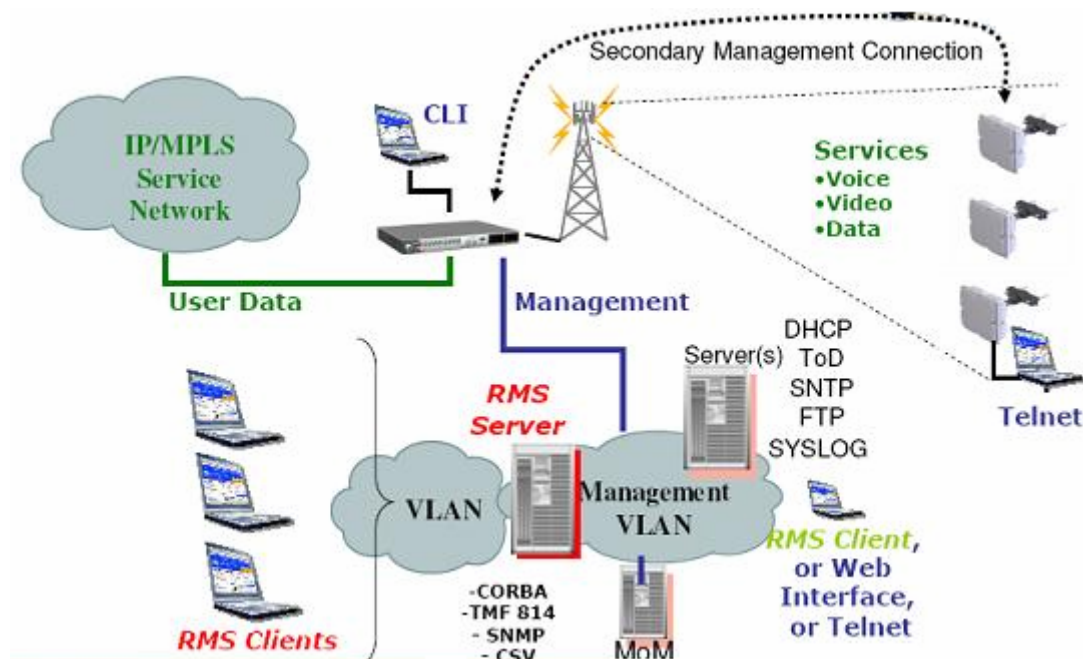 Secondary Management Connection
CLI
IP/MPLS
Service
Network
Services
•Voice
•Video
•Data
User Data
Management
DHCP
Server(s)
ToD
SNTP
FTP
SYSLOG
Telnet
RMS
Server
VLAN
Management
VLAN
RMS Client,
or Web
Interface,
or Telnet
-CORBA
-TMF 814
- SNMP
- CSV
MoM
RMS Clients